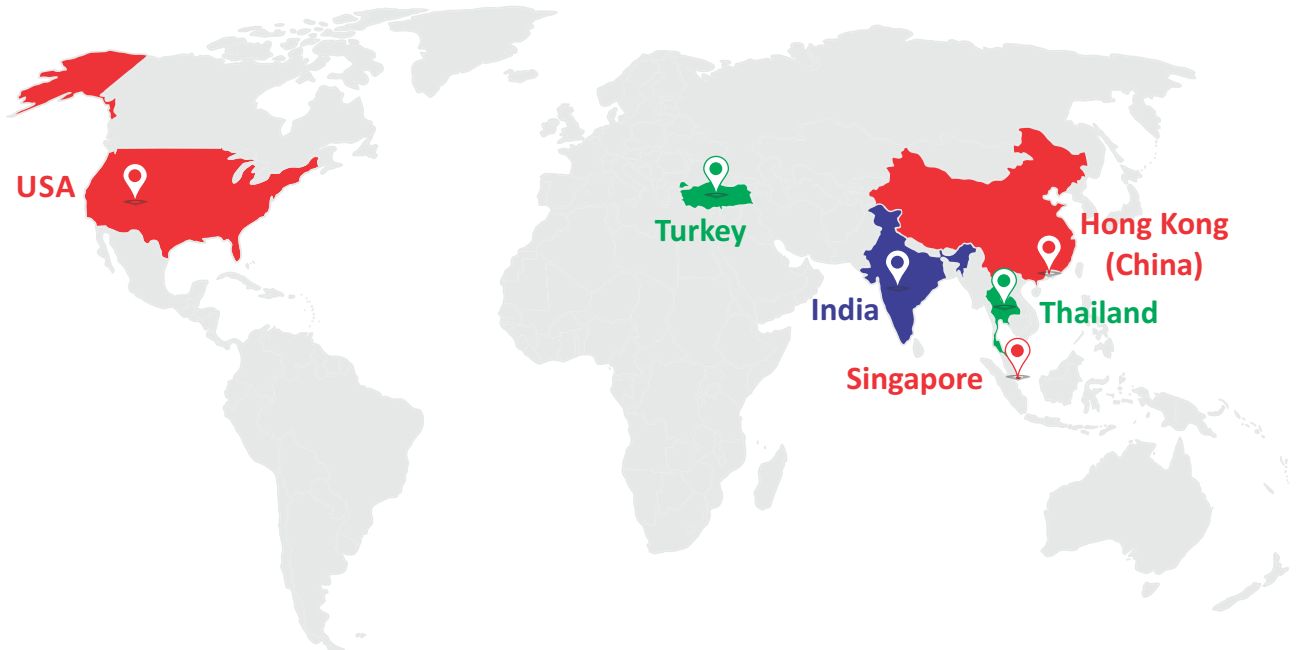 USA
Turkey
Hong Kong
(China)
India
Thailand
Singapore